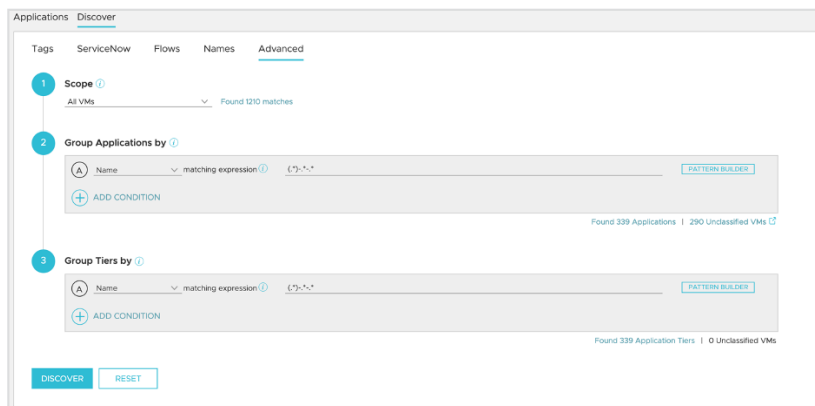 Applications Discover
Tags ServiceNow Flows Names Advanced
1 Scope i
All VMs Found 1210 matches
2 Group Applications by i
A Name matching expression i (.*)-.*-.* PATTERN BUILDER
+ ADD CONDITION
Found 339 Applications | 290 Unclassified VMs
3 Group Tiers by i
A Name matching expression i (.*)-.*-.* PATTERN BUILDER
+ ADD CONDITION
Found 339 Application Tiers | 0 Unclassified VMs
DISCOVER RESET